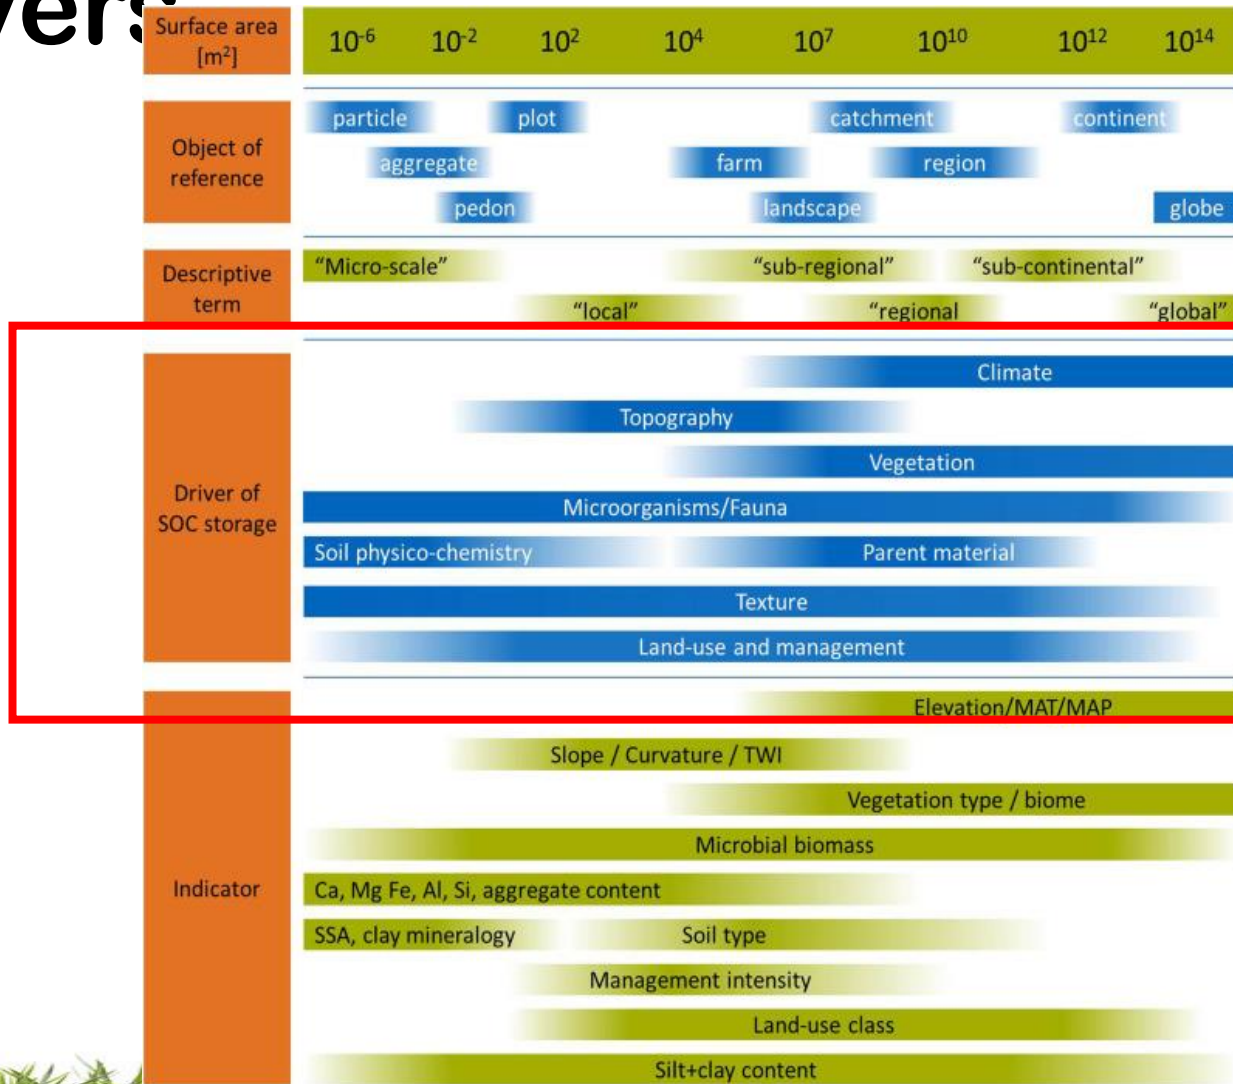 vers
Surface area
[m²]
10⁻⁶ 10⁻² 10² 10⁴ 10⁷ 10¹⁰ 10¹² 10¹⁴
Object of
reference
particle plot catchment continent
aggregate farm region
pedon landscape globe
Descriptive
term
“Micro-scale” “sub-regional” “sub-continental”
“local” “regional “global”
Driver of
SOC storage
Climate
Topography
Vegetation
Microorganisms/Fauna
Soil physico-chemistry Parent material
Texture
Land-use and management
Indicator
Elevation/MAT/MAP
Slope / Curvature / TWI
Vegetation type / biome
Microbial biomass
Ca, Mg Fe, Al, Si, aggregate content
SSA, clay mineralogy Soil type
Management intensity
Land-use class
Silt+clay content